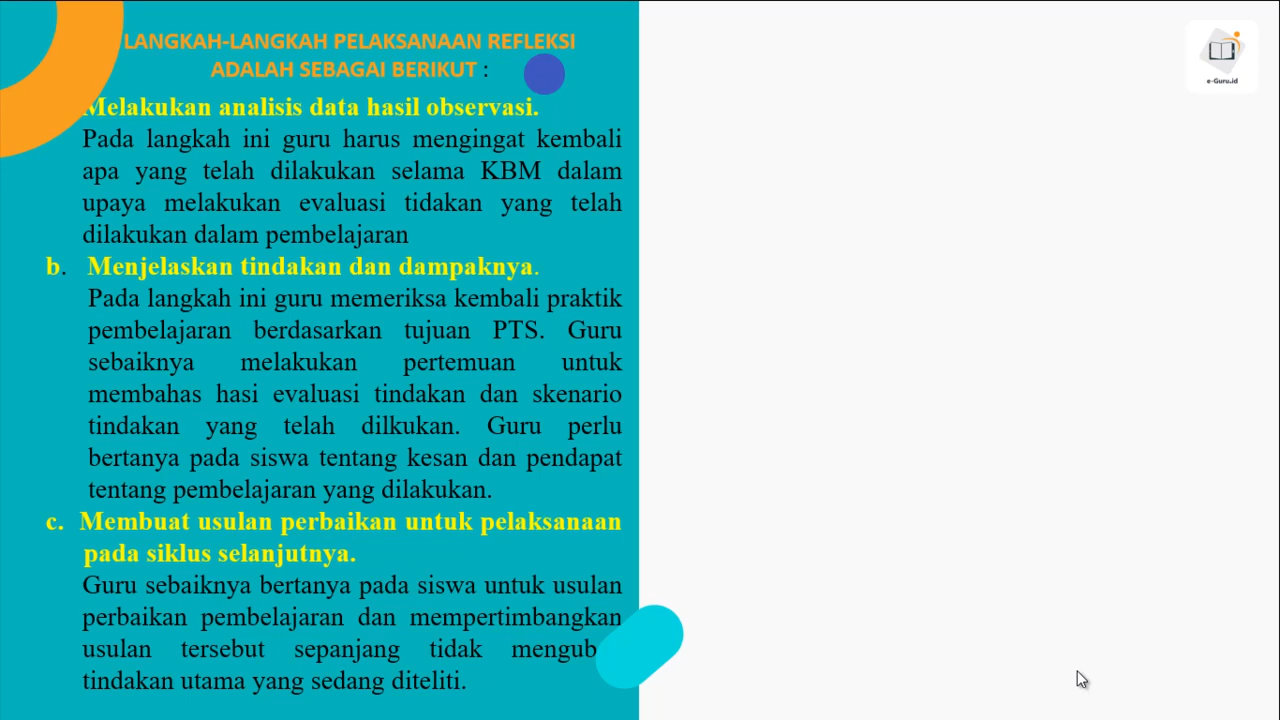 LANGKAH-LANGKAH PELAKSANAAN REFLEKSI
ADALAH SEBAGAI BERIKUT :
e-Guru.id
Melakukan analisis data hasil observasi.
Pada langkah ini guru harus mengingat kembali
apa yang telah dilakukan selama KBM dalam
upaya melakukan evaluasi tidakan yang telah
dilakukan dalam pembelajaran
b. Menjelaskan tindakan dan dampaknya.
Pada langkah ini guru memeriksa kembali praktik
pembelajaran berdasarkan tujuan PTS. Guru
sebaiknya melakukan pertemuan untuk
membahas hasi evaluasi tindakan dan skenario
tindakan yang telah dilkukan. Guru perlu
bertanya pada siswa tentang kesan dan pendapat
tentang pembelajaran yang dilakukan.
c. Membuat usulan perbaikan untuk pelaksanaan
pada siklus selanjutnya.
Guru sebaiknya bertanya pada siswa untuk usulan
perbaikan pembelajaran dan mempertimbangkan
usulan tersebut sepanjang tidak
tindakan utama yang sedang diteliti.